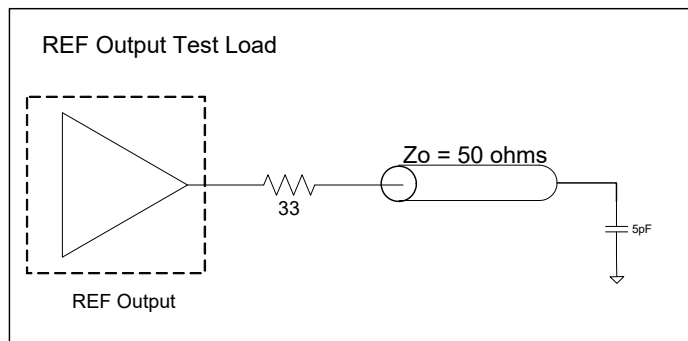 REF Output Test Load
Zo = 50 ohms
33
5pF
REF Output